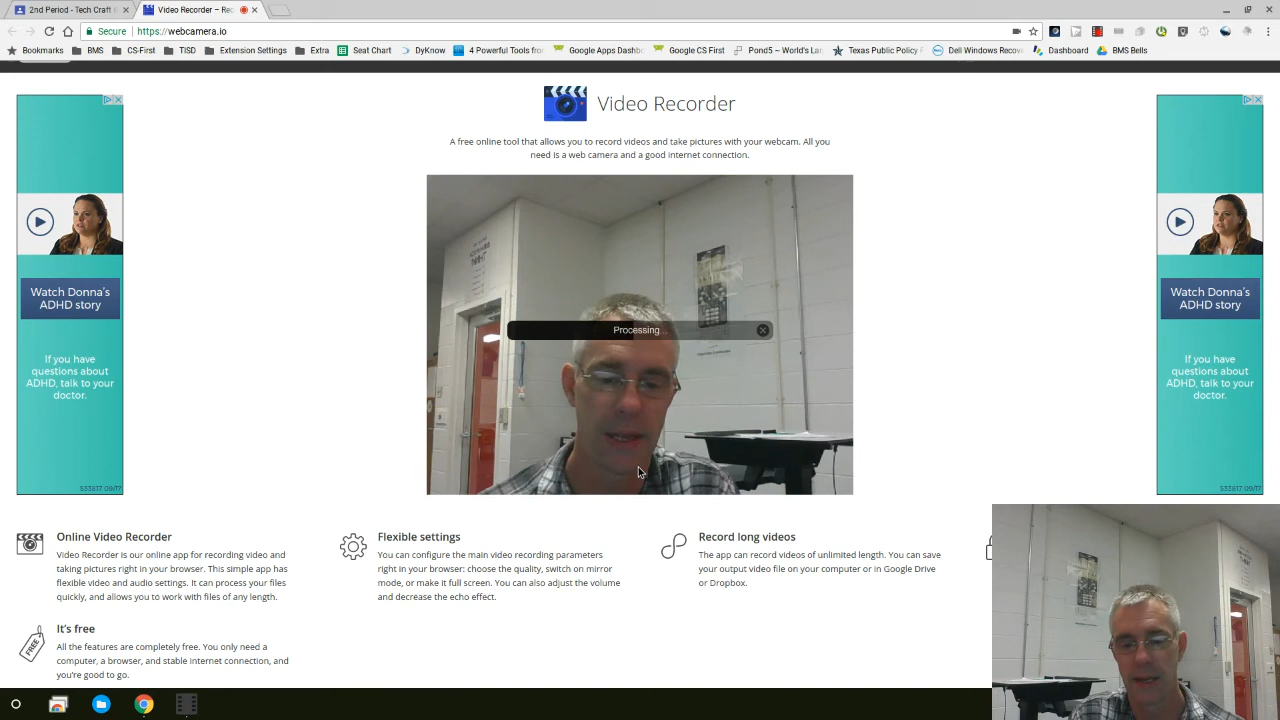 2nd Period - Tech Craft
Video Recorder – Rec
Secure
https://webcamera.io
Bookmarks
BMS
CS-First
TISD
Extension Settings
Extra
Seat Chart
DyKnow
4 Powerful Tools fro
Google Apps Dashb
Google CS First
Pond5 ~ World's La
Texas Public Policy F
Dell Windows Recov
Dashboard
BMS Bells
Video Recorder
A free online tool that allows you to record videos and take pictures with your webcam. All you
need is a web camera and a good internet connection.
Processing
Watch Donna's
ADHD story
If you have
questions about
ADHD, talk to your
doctor.
S33617 09/17
Watch Donna's
ADHD story
If you have
questions about
ADHD, talk to your
doctor.
S33617 09/17
Online Video Recorder
Video Recorder is our online app for recording video and
taking pictures right in your browser. This simple app has
flexible video and audio settings. It can process your files
quickly, and allows you to work with files of any length.
Flexible settings
You can configure the main video recording parameters
right in your browser: choose the quality, switch on mirror
mode, or make it full screen. You can also adjust the volume
and decrease the echo effect.
Record long videos
The app can record videos of unlimited length. You can save
your output video file on your computer or in Google Drive
or Dropbox.
FREE
It's free
All the features are completely free. You only need a
computer, a browser, and stable internet connection, and
you're good to go.